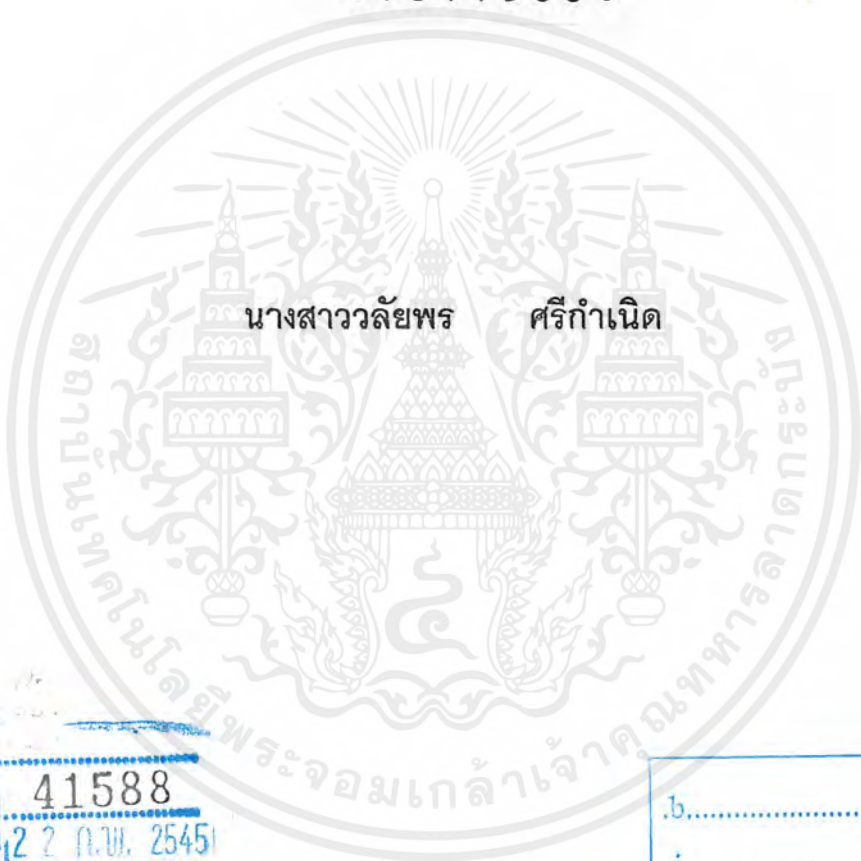 นางสาววลัยพร ศรีกำเนิด
สถาบันเทคโนโลยีพระจอมเกล้าเจ้าคุณทหารลาดกระบัง
41588
22 ก.พ. 2545
.b.